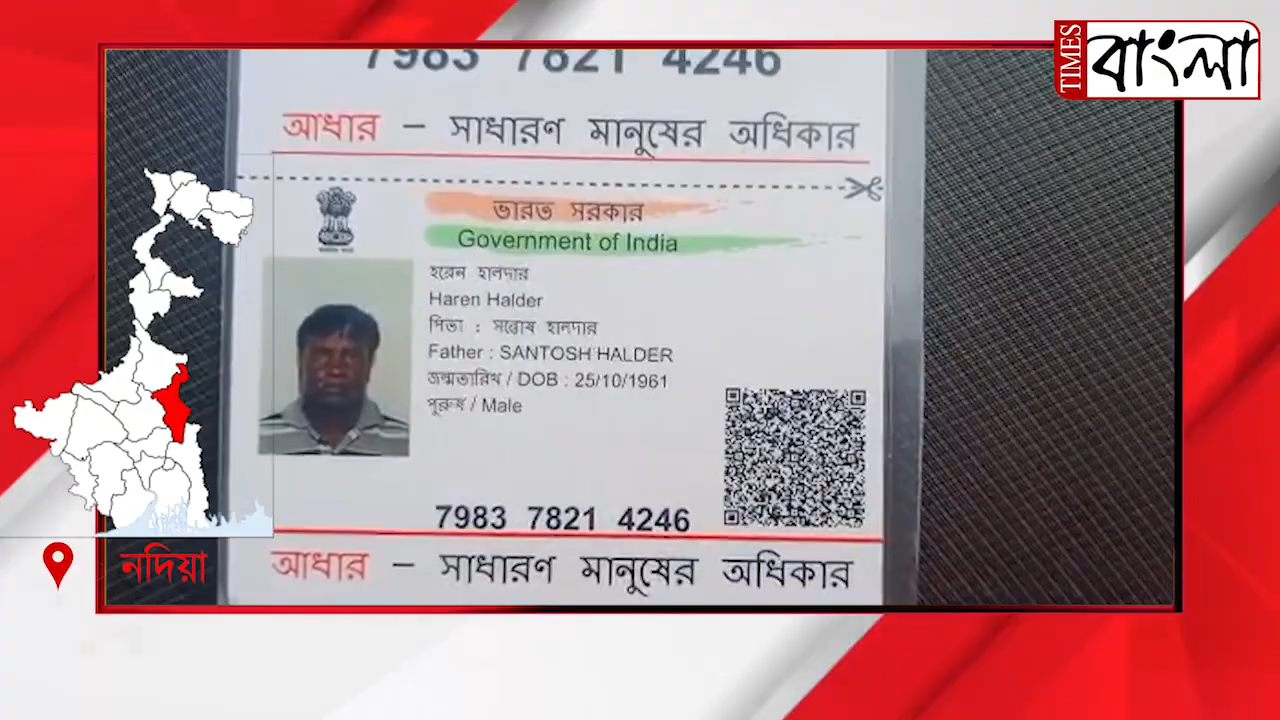 TIMES বাংলা
7983 7821 4246
আধার – সাধারণ মানুষের অধিকার
ভারত সরকার
Government of India
হরেন হালদার
Haren Halder
পিতা : সন্তোষ হালদার
Father : SANTOSH HALDER
জন্মতারিখ / DOB : 25/10/1961
পুরুষ / Male
7983 7821 4246
আধার – সাধারণ মানুষের অধিকার
নদিয়া